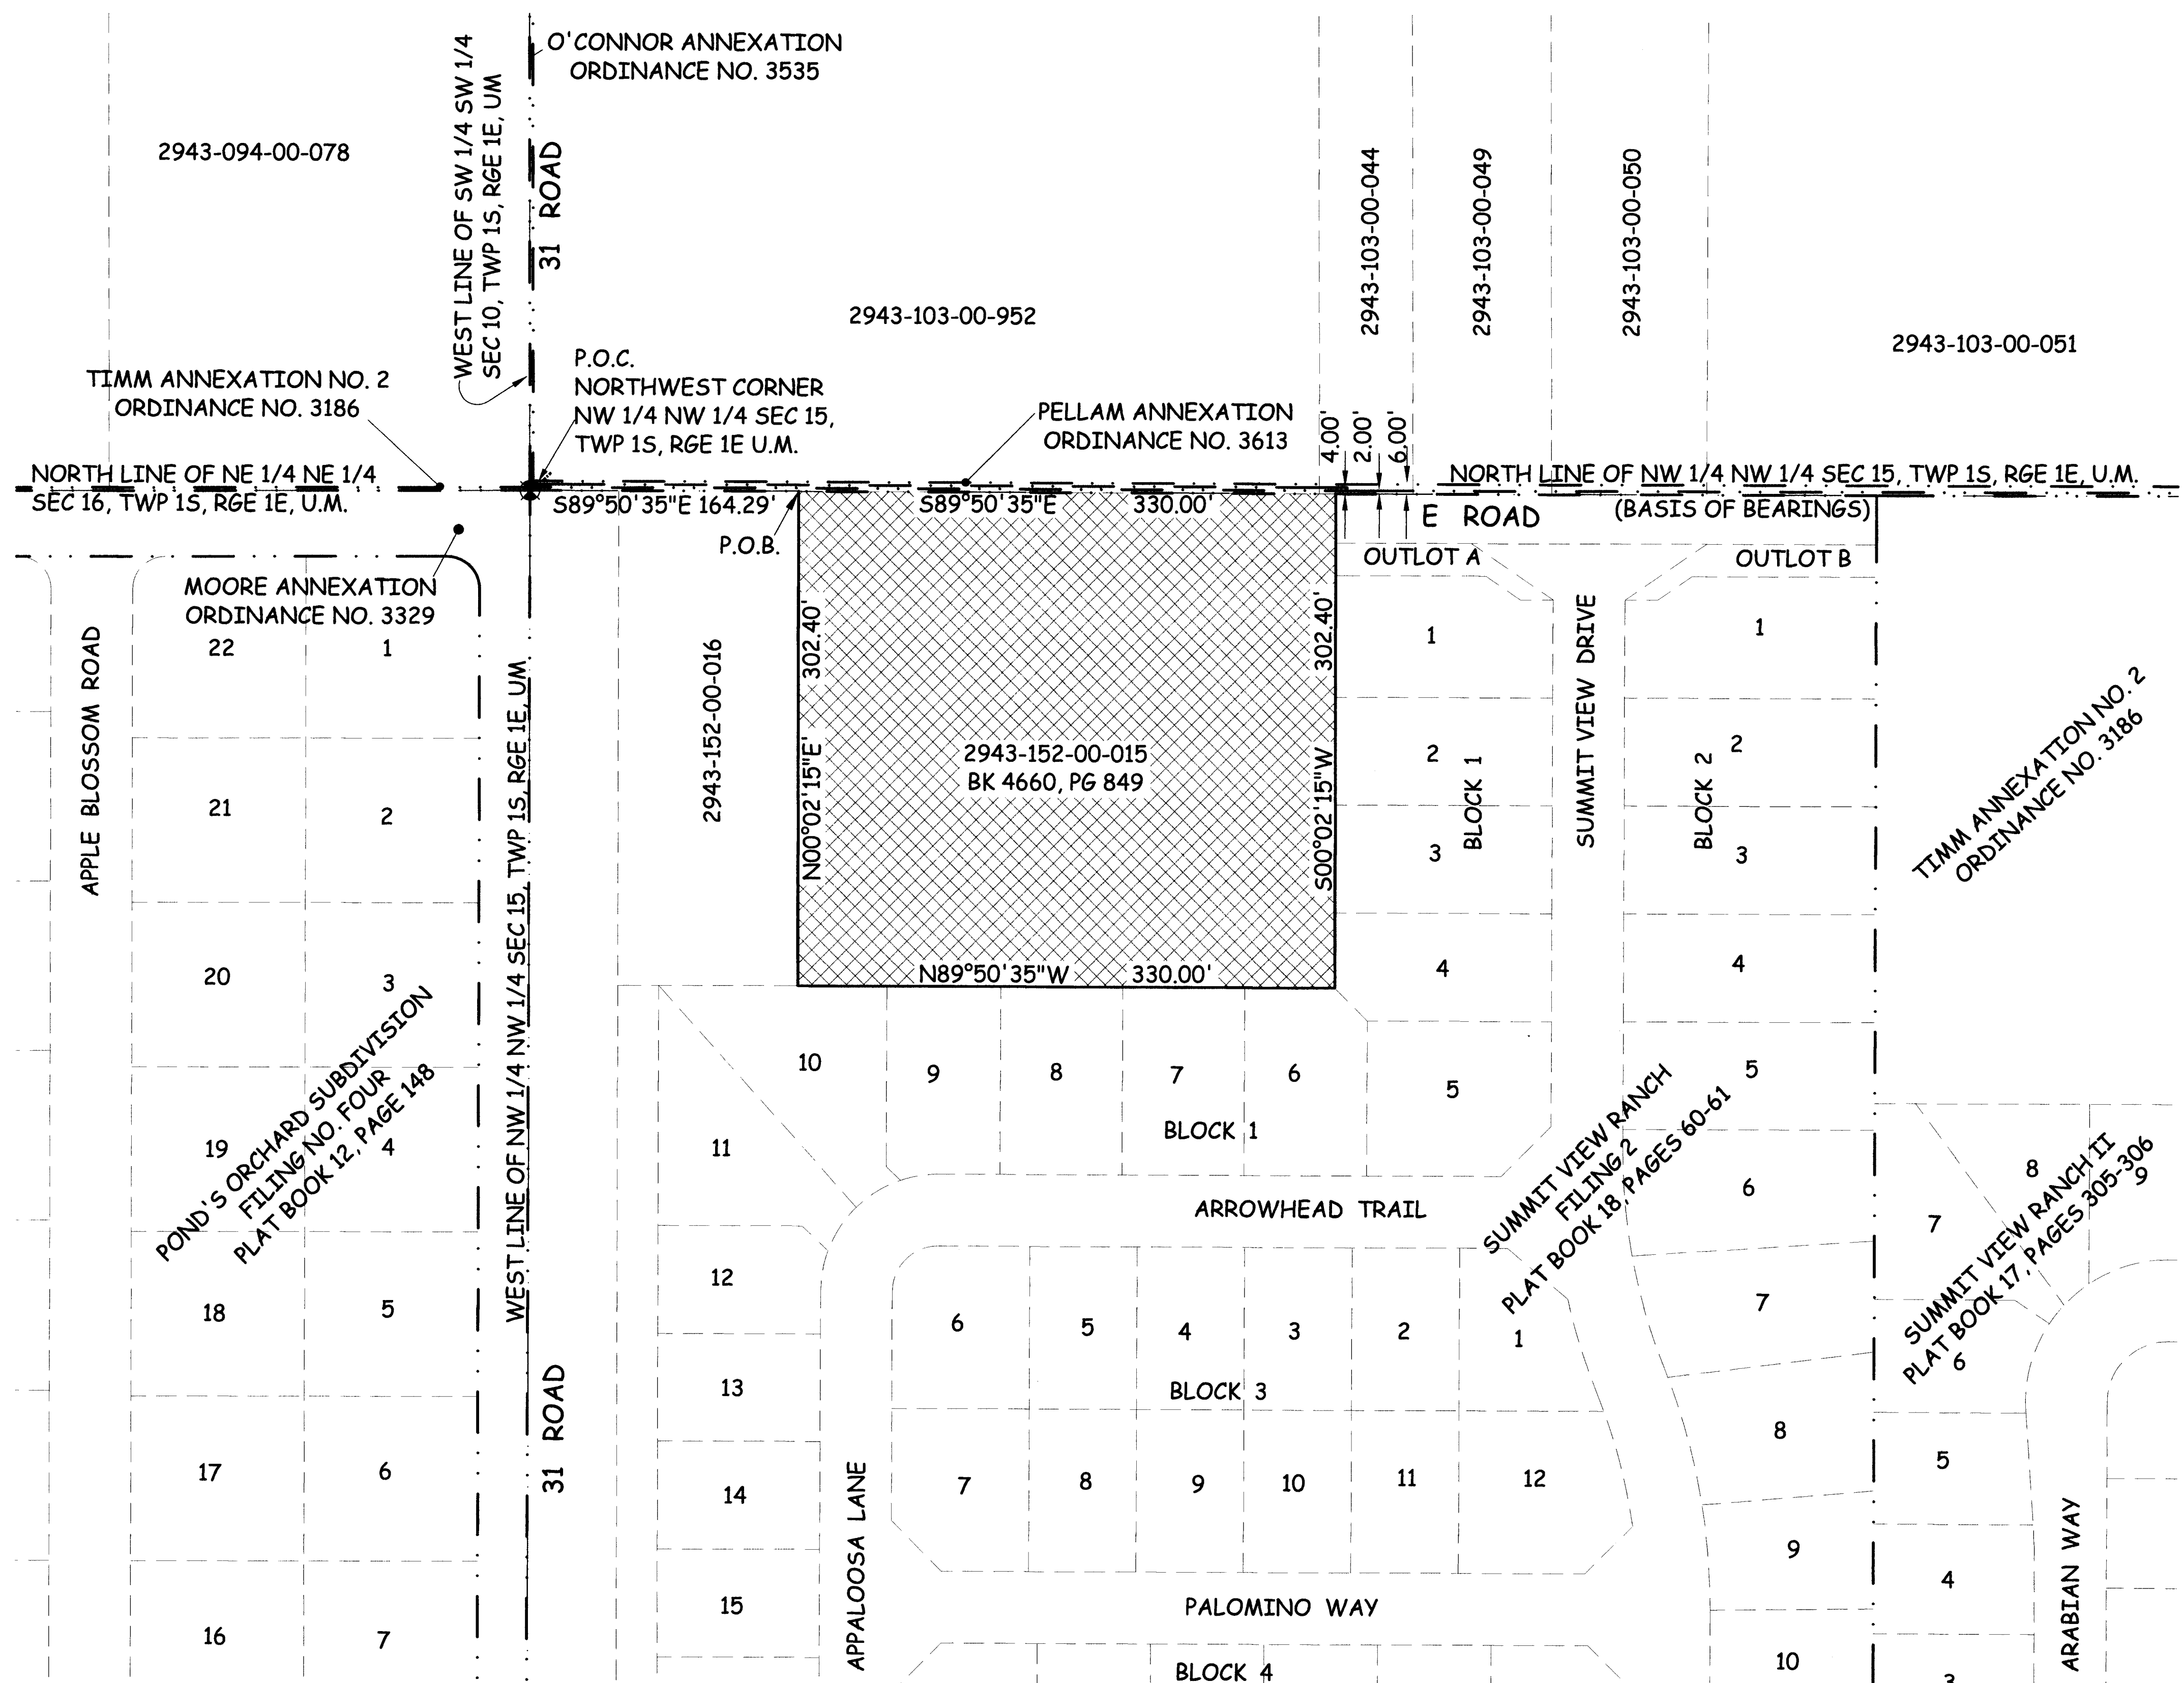 O'CONNOR ANNEXATION
ORDINANCE NO. 3535
WEST LINE OF SW 1/4 SW 1/4
SEC 10, TWP 1S, RGE 1E, UM
31 ROAD
2943-094-00-078
2943-103-00-952
2943-103-00-044
2943-103-00-049
2943-103-00-050
2943-103-00-051
TIMM ANNEXATION NO. 2
ORDINANCE NO. 3186
P.O.C.
NORTHWEST CORNER
NW 1/4 NW 1/4 SEC 15,
TWP 1S, RGE 1E U.M.
PELLAM ANNEXATION
ORDINANCE NO. 3613
4.00'
2.00'
6.00'
NORTH LINE OF NE 1/4 NE 1/4
SEC 16, TWP 1S, RGE 1E, U.M.
NORTH LINE OF NW 1/4 NW 1/4 SEC 15, TWP 1S, RGE 1E, U.M.
(BASIS OF BEARINGS)
S89°50'35"E 164.29'
S89°50'35"E 330.00'
E ROAD
P.O.B.
OUTLOT A
OUTLOT B
MOORE ANNEXATION
ORDINANCE NO. 3329
APPLE BLOSSOM ROAD
22
1
21
2
20
3
19
4
18
5
17
6
16
7
POND'S ORCHARD SUBDIVISION
FILING NO. FOUR
PLAT BOOK 12, PAGE 148
WEST LINE OF NW 1/4 NW 1/4 SEC 15, TWP 1S, RGE 1E, UM
31 ROAD
2943-152-00-016
N00°02'15"E
302.40'
2943-152-00-015
BK 4660, PG 849
302.40'
S00°02'15"W
N89°50'35"W 330.00'
1
2
3
4
BLOCK 1
SUMMIT VIEW DRIVE
1
2
3
4
5
6
7
8
9
10
BLOCK 2
TIMM ANNEXATION NO. 2
ORDINANCE NO. 3186
10
9
8
7
6
5
BLOCK 1
11
12
13
14
15
ARROWHEAD TRAIL
SUMMIT VIEW RANCH
FILING 2
PLAT BOOK 18, PAGES 60-61
6
5
4
3
2
1
BLOCK 3
7
8
9
10
11
12
APPALOOSA LANE
PALOMINO WAY
BLOCK 4
8
9
7
SUMMIT VIEW RANCH II
PLAT BOOK 17, PAGES 305-306
6
5
4
3
ARABIAN WAY